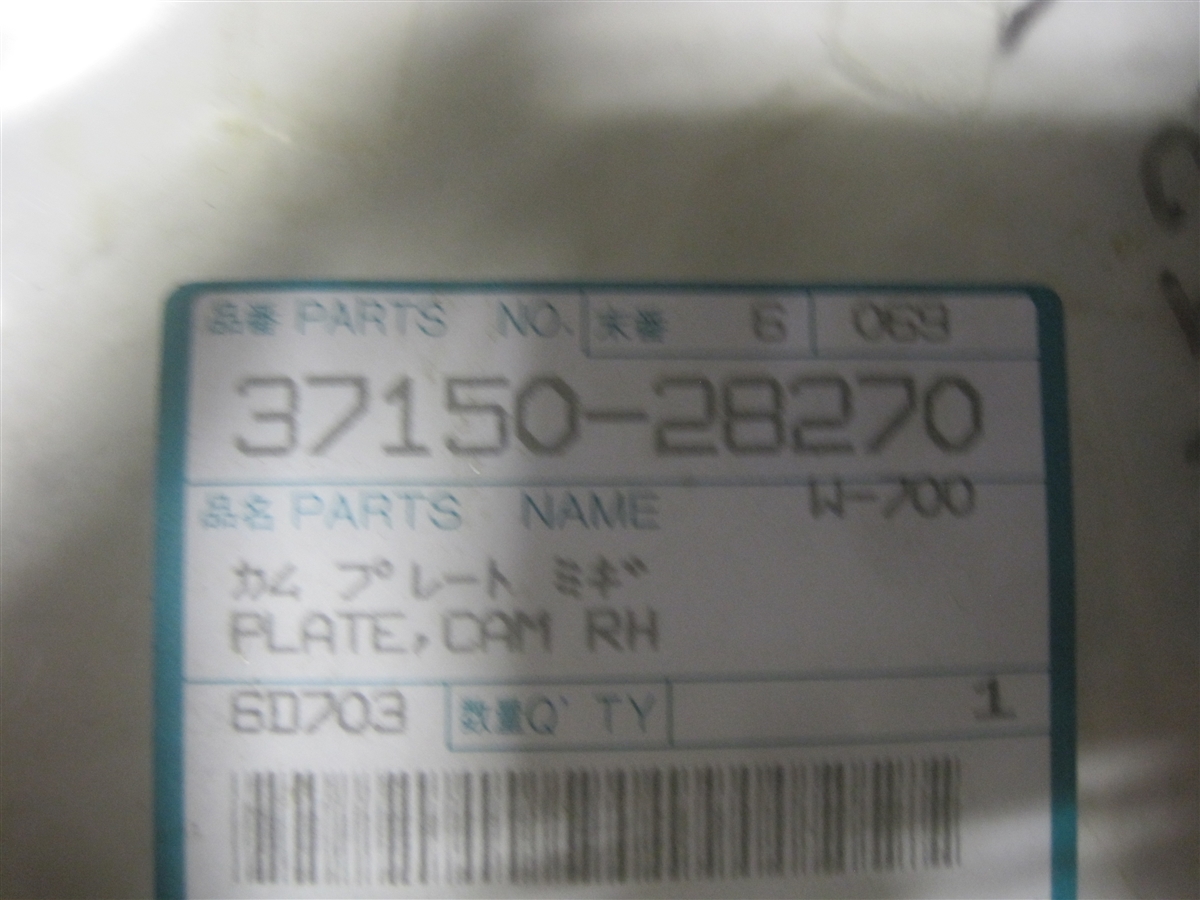 品番 PARTS NO. 末番 6 069
37150-28270
品名 PARTS NAME W-700
カム プレート ミギ
PLATE,CAM RH
6D703 数量Q'TY 1